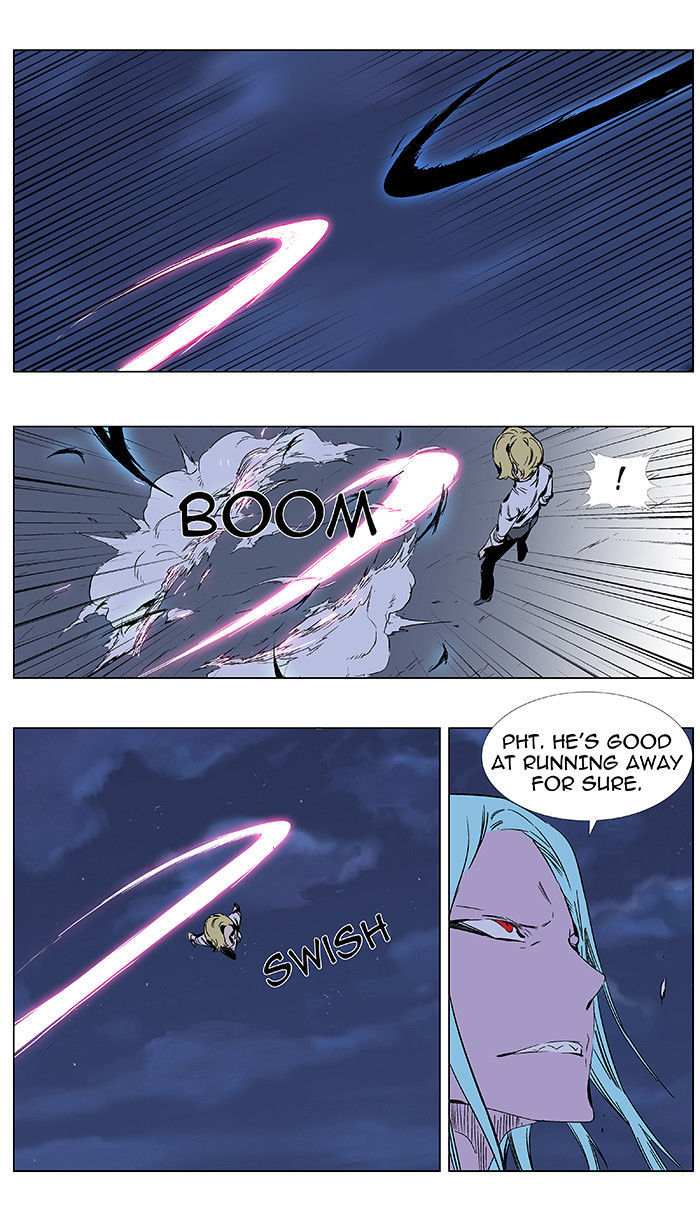 BOOM
!
SWISH
PHT. HE'S GOOD
AT RUNNING AWAY
FOR SURE.